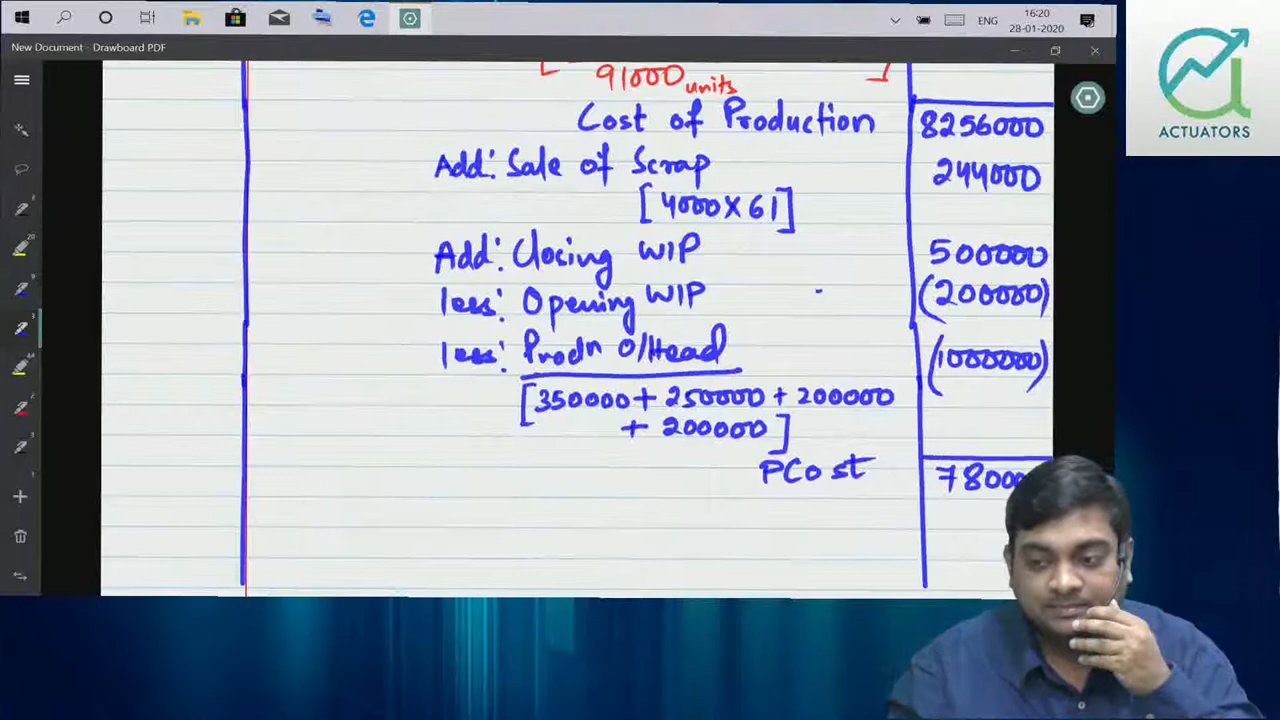 16:20
ENG
28-01-2020
New Document - Drawboard PDF
ACTUATORS
91000 units
Cost of Production 8256000
Add: Sale of Scrap 244000
[4000 X 61]
Add: Closing WIP 500000
less: Opening WIP (200000)
less: Prodn O/Head (1000000)
[350000 + 250000 + 200000
+ 200000]
PCost 7800